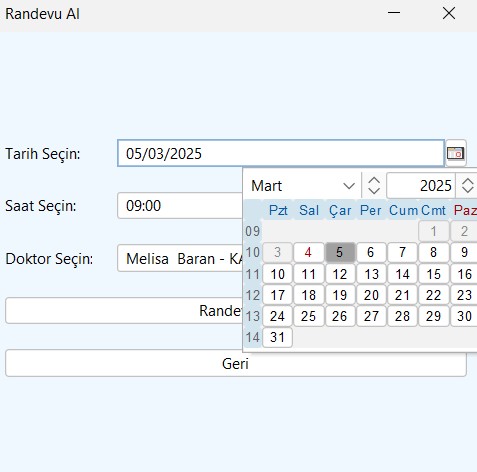 Randevu Al
Tarih Seçin: 05/03/2025
Mart 2025
Pzt Sal Çar Per Cum Cmt Paz
09 1 2
10 3 4 5 6 7 8 9
11 10 11 12 13 14 15 16
12 17 18 19 20 21 22 23
13 24 25 26 27 28 29 30
14 31
Saat Seçin: 09:00
Doktor Seçin: Melisa Baran - KA
Randev
Geri